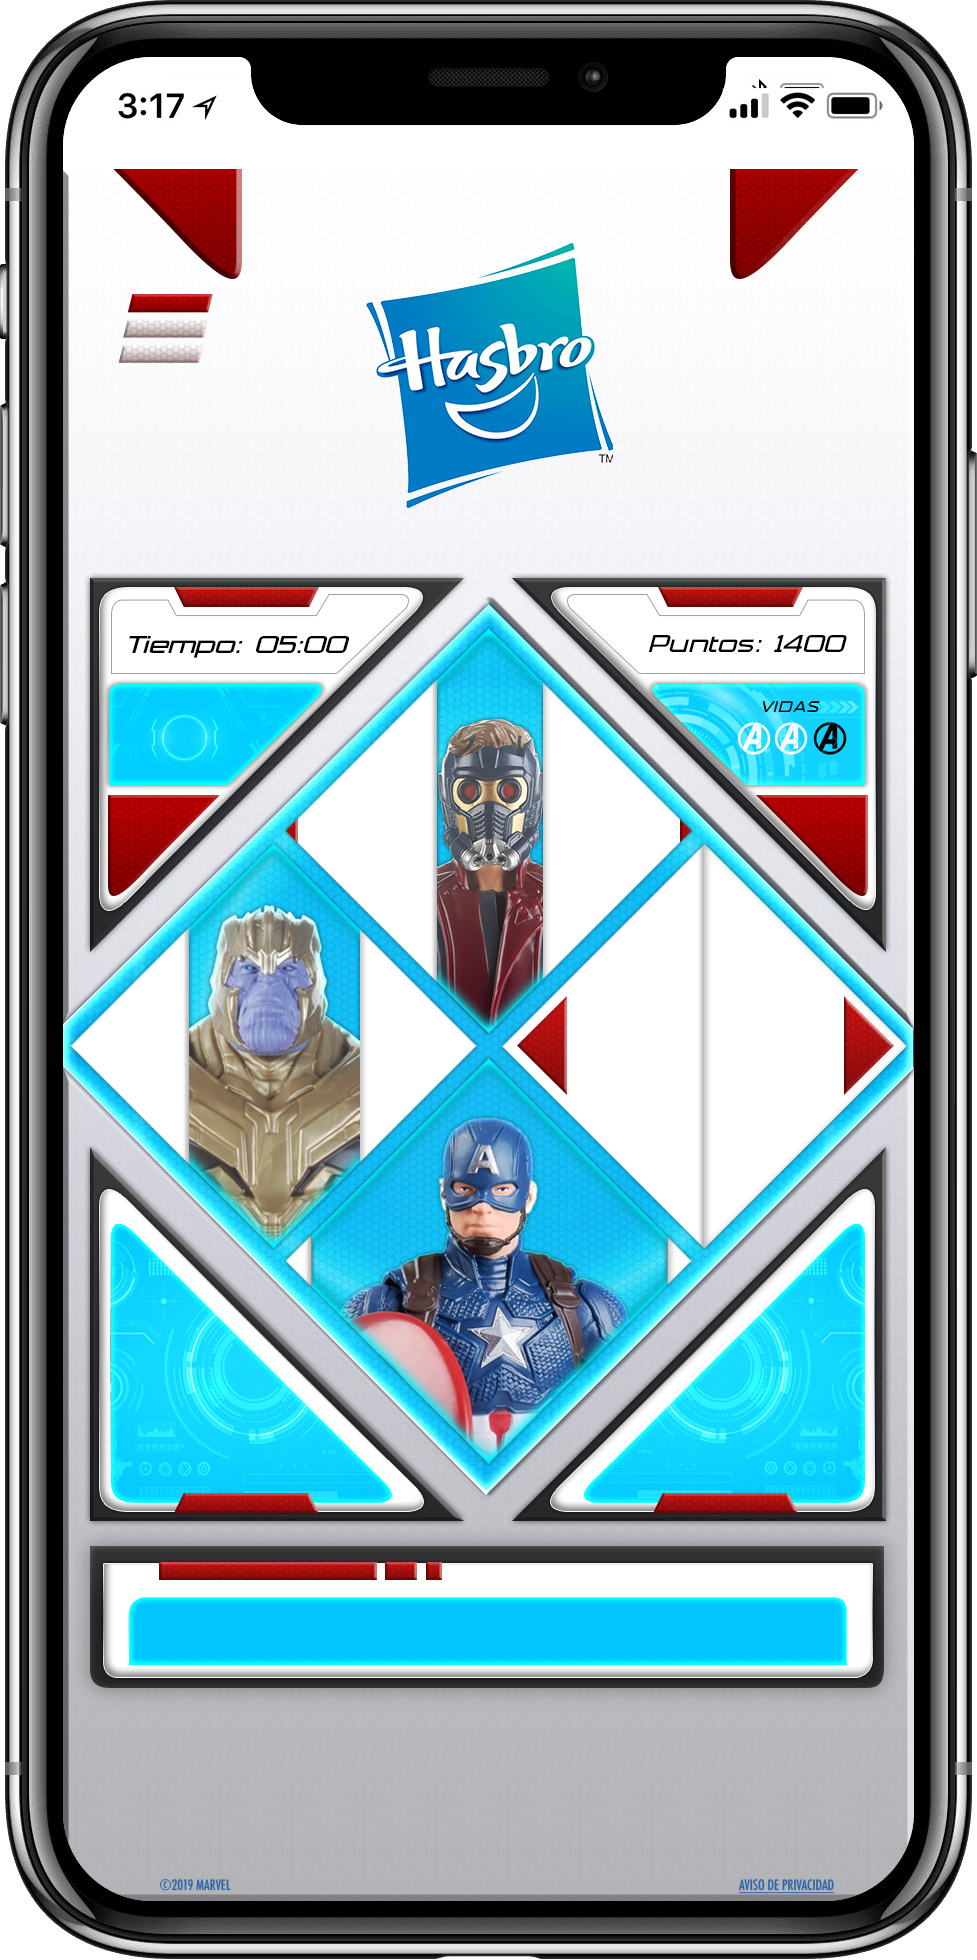 3:17
Hasbro
TM
Tiempo: 05:00
Puntos: 1400
VIDAS
A
©2019 MARVEL
AVISO DE PRIVACIDAD